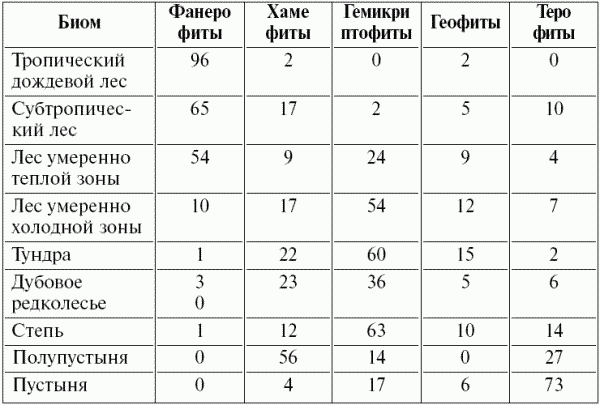 Биом Фанеро фиты Хаме фиты Гемикри птофиты Геофиты Теро фиты
Тропический
дождевой лес 96 2 0 2 0
Субтропичес-
кий лес 65 17 2 5 10
Лес умеренно
теплой зоны 54 9 24 9 4
Лес умеренно
холодной зоны 10 17 54 12 7
Тундра 1 22 60 15 2
Дубовое 3 23 36 5 6
редколесье 0
Степь 1 12 63 10 14
Полупустыня 0 56 14 0 27
Пустыня 0 4 17 6 73